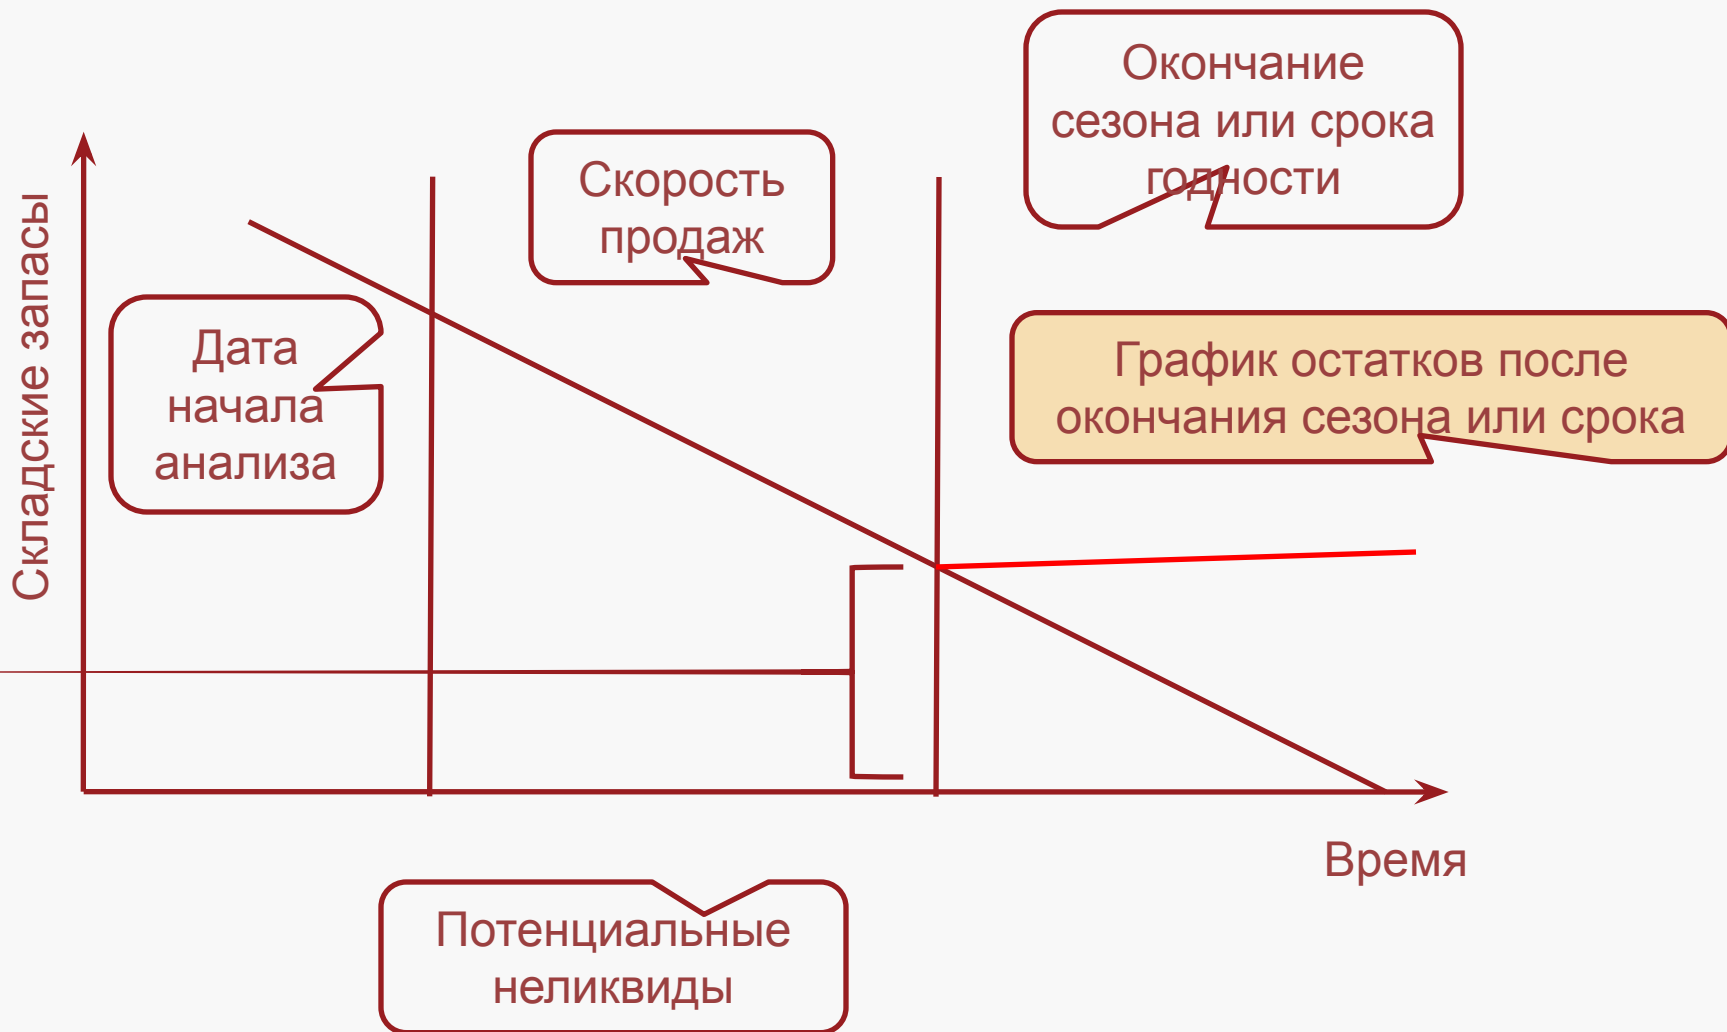 Окончание
сезона или срока
годности
Скорость
продаж
Складские запасы
Дата
начала
анализа
График остатков после
окончания сезона или срока
Время
Потенциальные
неликвиды